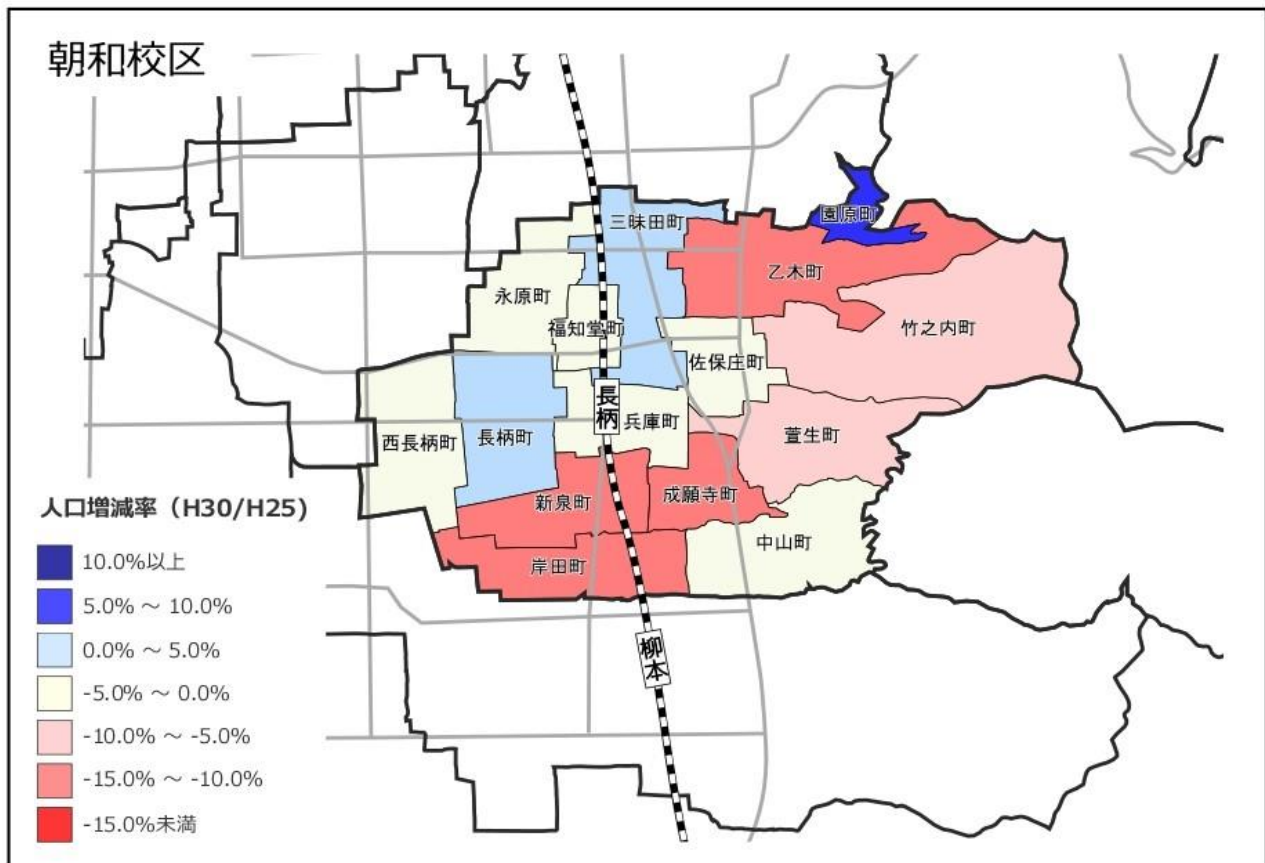 朝和校区
三昧田町
園原町
乙木町
永原町
福知堂町
竹之内町
佐保庄町
長柄
兵庫町
西長柄町
長柄町
萱生町
新泉町
成願寺町
中山町
岸田町
柳本
人口増減率（H30/H25)
10.0%以上
5.0% ～ 10.0%
0.0% ～ 5.0%
-5.0% ～ 0.0%
-10.0% ～ -5.0%
-15.0% ～ -10.0%
-15.0%未満